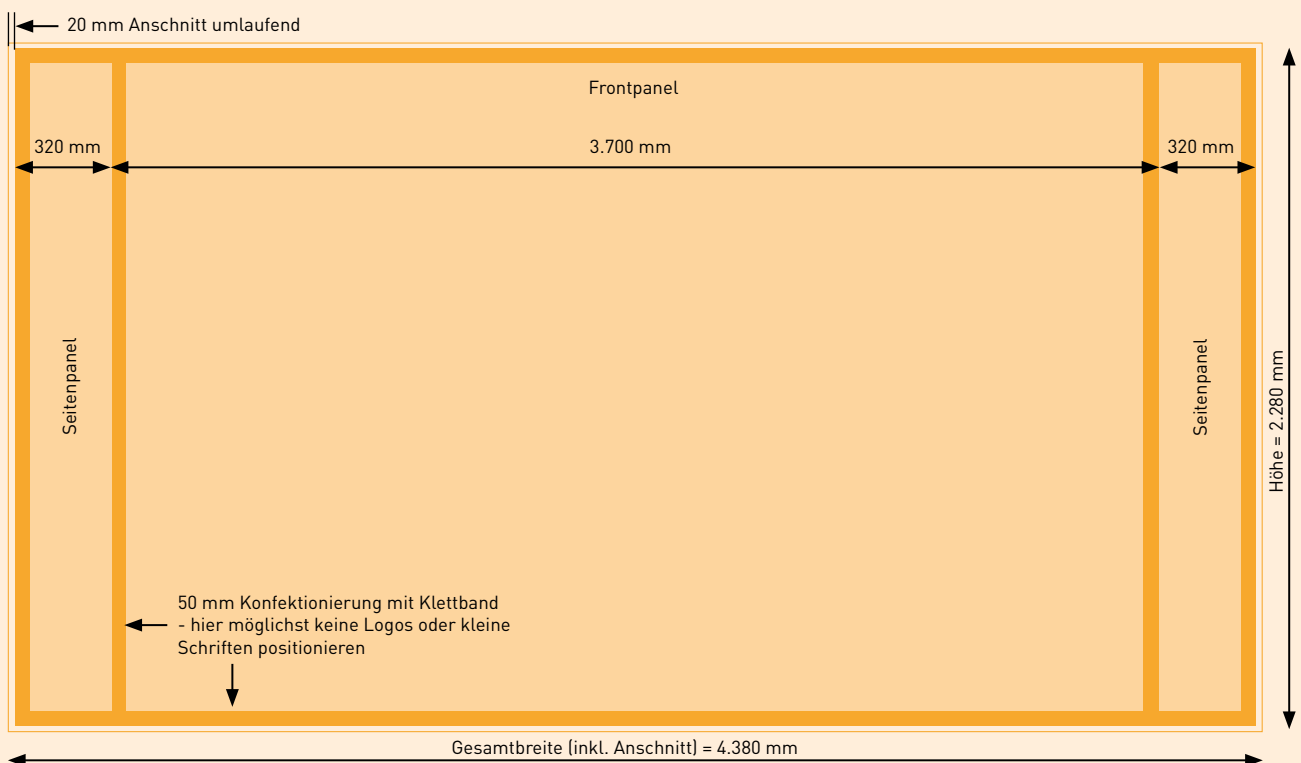 20 mm Anschnitt umlaufend
Frontpanel
320 mm
3.700 mm
320 mm
Seitenpanel
Seitenpanel
Höhe = 2.280 mm
50 mm Konfektionierung mit Klettband
- hier möglichst keine Logos oder kleine
Schriften positionieren
Gesamtbreite (inkl. Anschnitt) = 4.380 mm